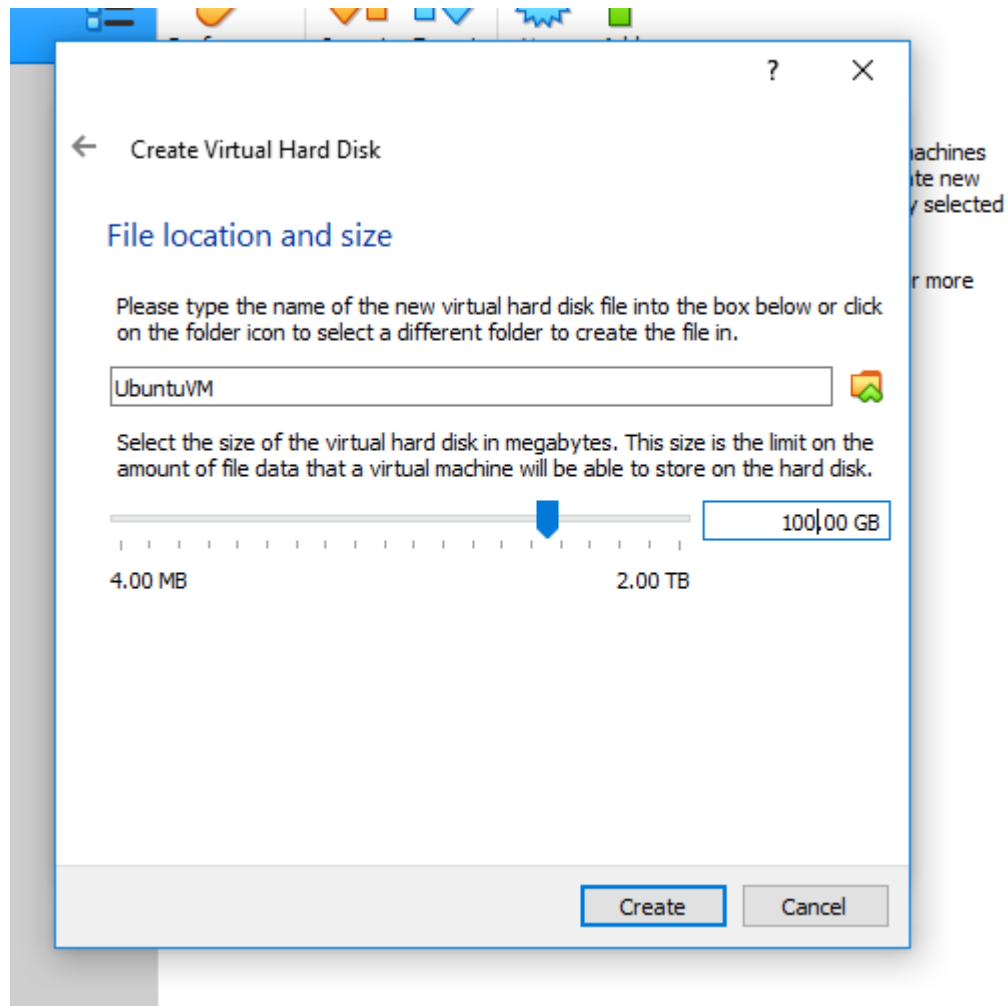 Create Virtual Hard Disk
File location and size
Please type the name of the new virtual hard disk file into the box below or click
on the folder icon to select a different folder to create the file in.
UbuntuVM
Select the size of the virtual hard disk in megabytes. This size is the limit on the
amount of file data that a virtual machine will be able to store on the hard disk.
100.00 GB
4.00 MB 2.00 TB
Create Cancel
new
selected
more